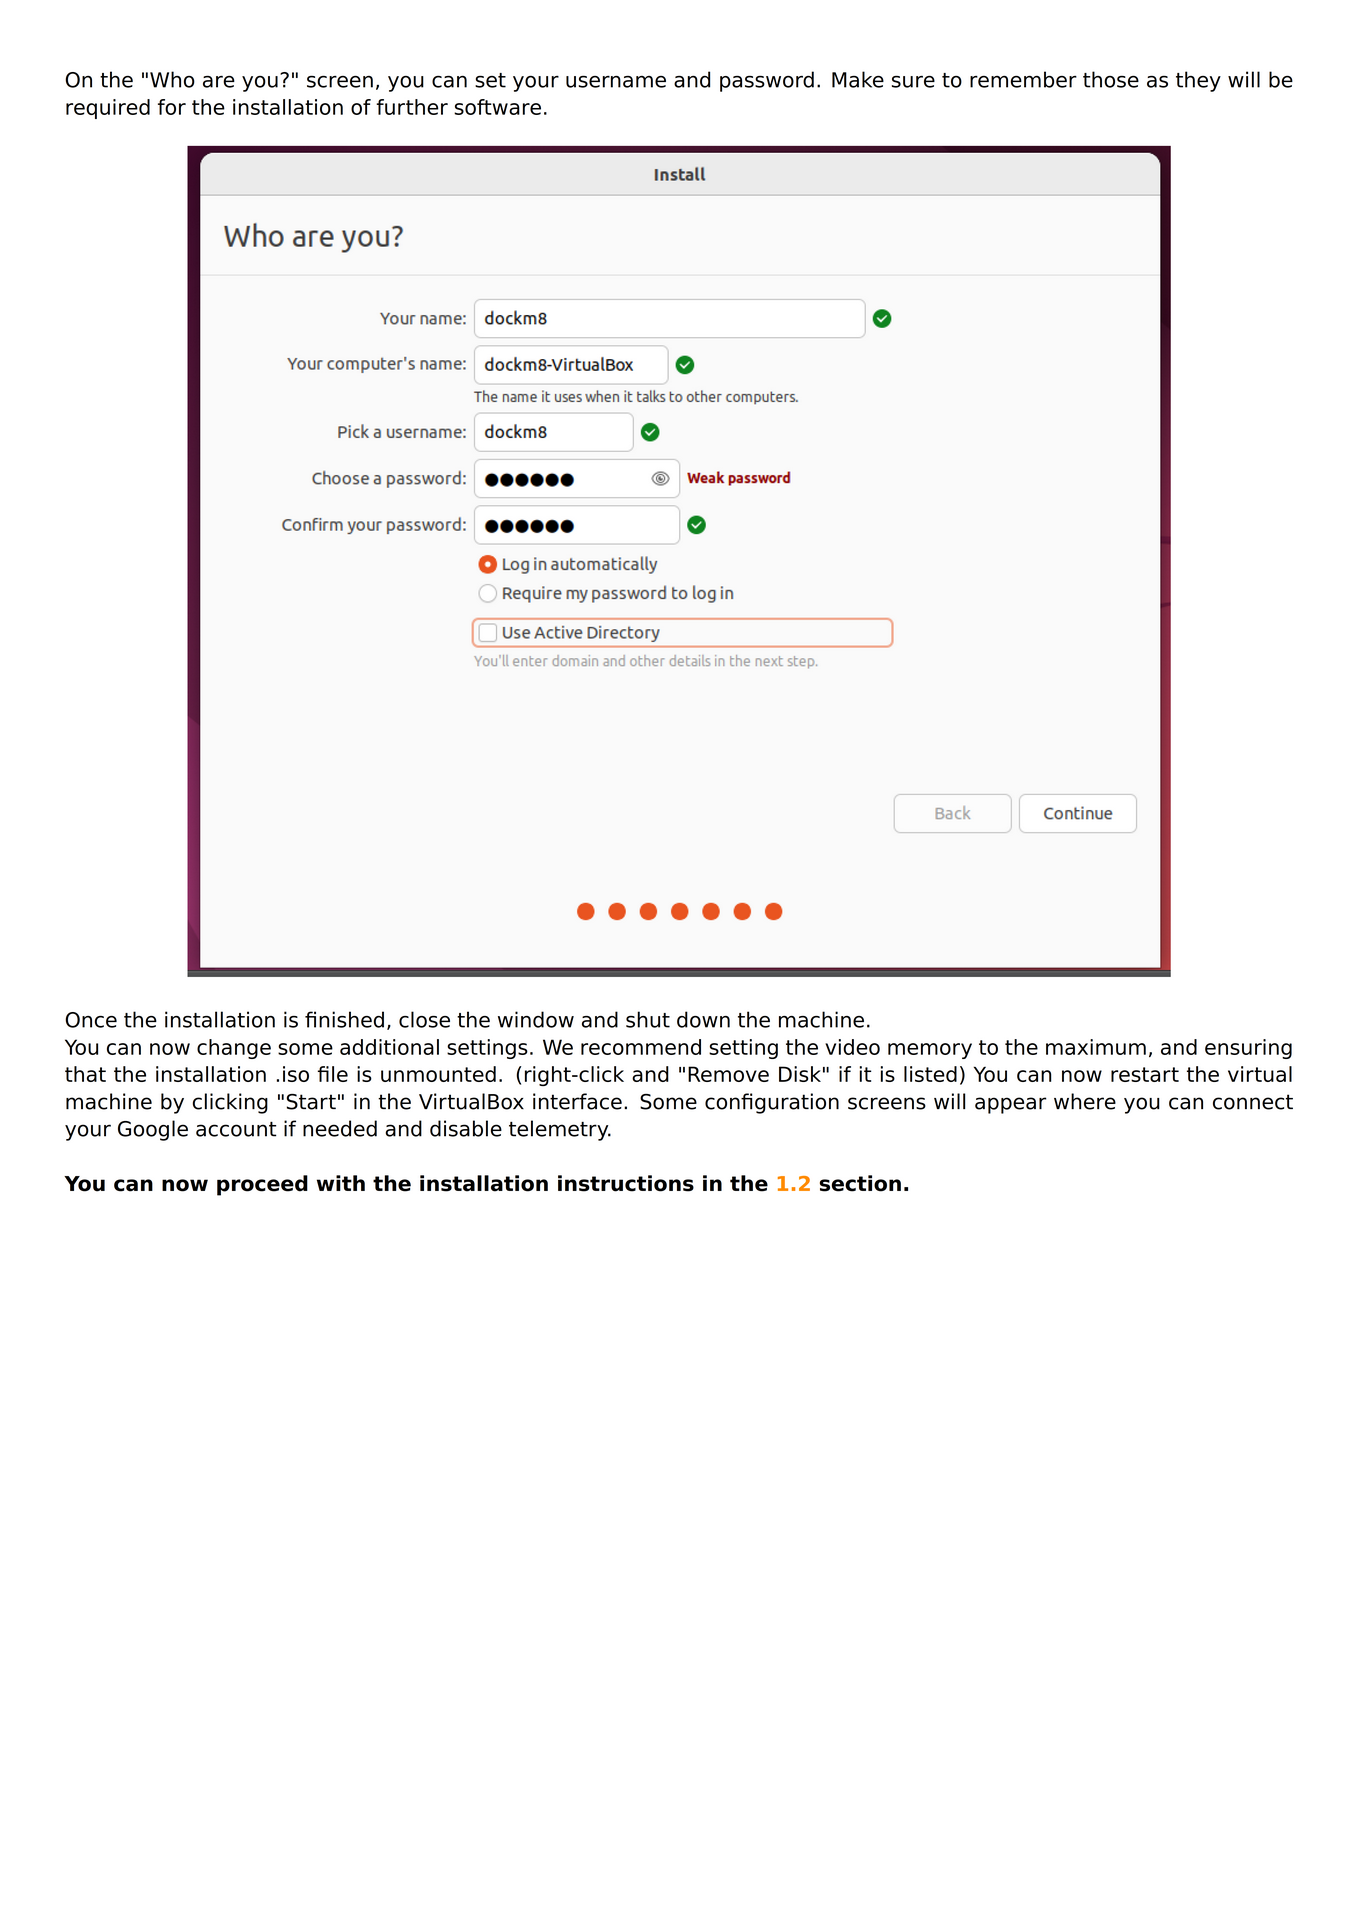 On the "Who are you?" screen, you can set your username and password. Make sure to remember those as they will be
required for the installation of further software.
Install
Who are you?
Your name: dockm8
Your computer's name: dockm8-VirtualBox
The name it uses when it talks to other computers.
Pick a username: dockm8
Choose a password: ●●●●●● Weak password
Confirm your password: ●●●●●●
Log in automatically
Require my password to log in
Use Active Directory
You'll enter domain and other details in the next step.
Back Continue
Once the installation is finished, close the window and shut down the machine.
You can now change some additional settings. We recommend setting the video memory to the maximum, and ensuring
that the installation .iso file is unmounted. (right-click and "Remove Disk" if it is listed) You can now restart the virtual
machine by clicking "Start" in the VirtualBox interface. Some configuration screens will appear where you can connect
your Google account if needed and disable telemetry.
You can now proceed with the installation instructions in the 1.2 section.